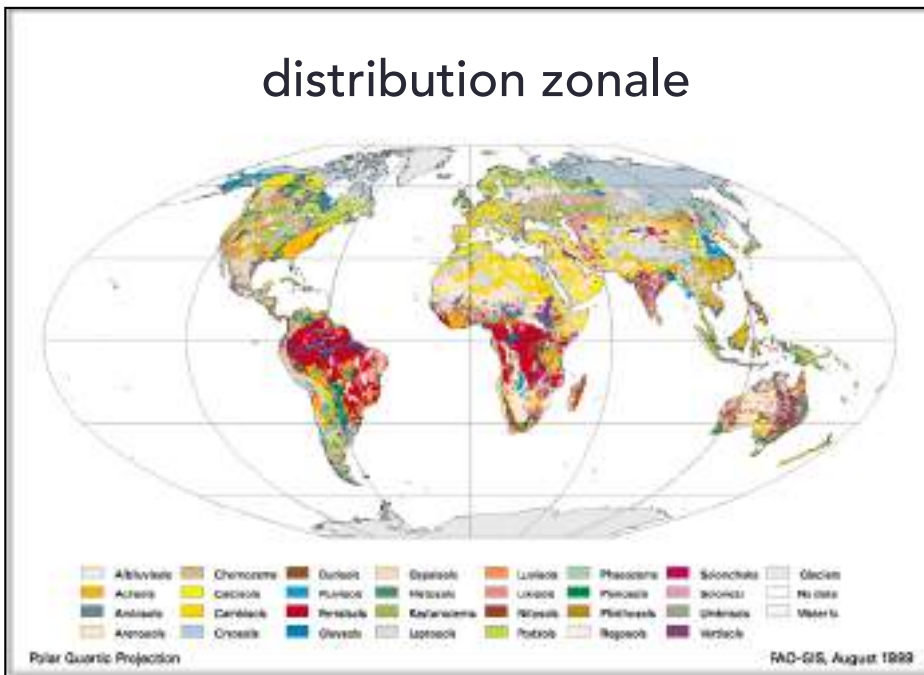 distribution zonale
Albiluvisols Chernozems Durisols Gypsisols Luvisols Phaeozems Solonchaks Glaciers
Acrisols Calcisols Fluvisols Histosols Lixisols Planosols Solonetz No data
Andosols Cambisols Ferralsols Kastanozems Nitisols Plinthosols Umbrisols Waterb.
Arenosols Cryosols Gleysols Leptosols Podzols Regosols Vertisols
Polar Quartic Projection
FAO-GIS, August 1999